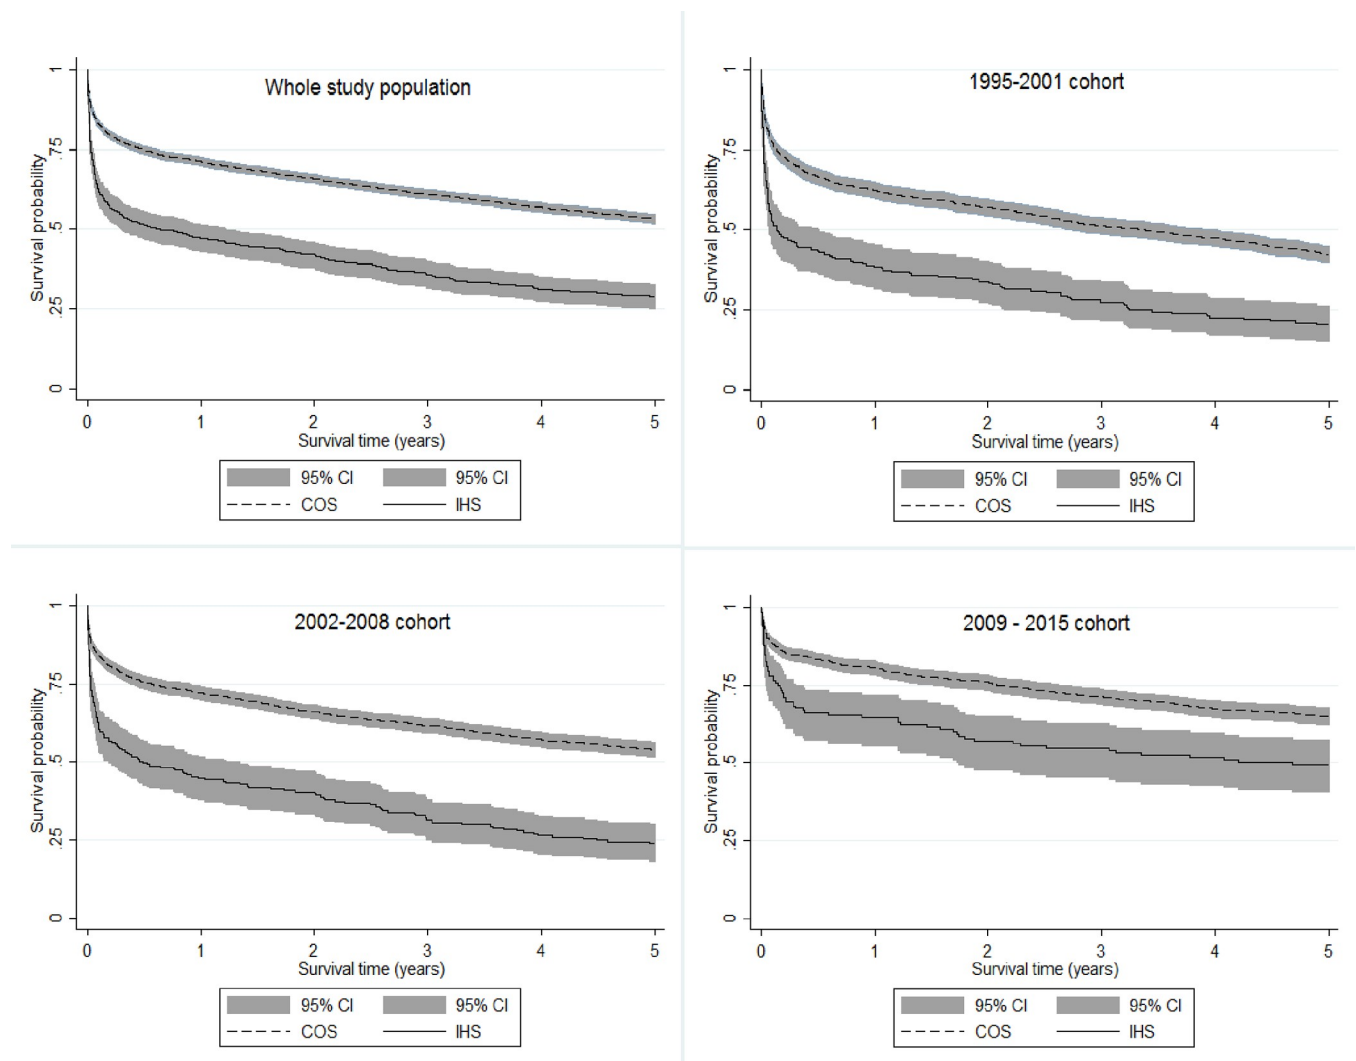 Whole study population
Survival probability
1
.75
.5
.25
0
0 1 2 3 4 5
Survival time (years)
95% CI 95% CI
COS IHS
1995-2001 cohort
Survival probability
1
.75
.5
.25
0
0 1 2 3 4 5
Survival time (years)
95% CI 95% CI
COS IHS
2002-2008 cohort
Survival probability
1
.75
.5
.25
0
0 1 2 3 4 5
Survival time (years)
95% CI 95% CI
COS IHS
2009 - 2015 cohort
Survival probability
1
.75
.5
.25
0
0 1 2 3 4 5
Survival time (years)
95% CI 95% CI
COS IHS